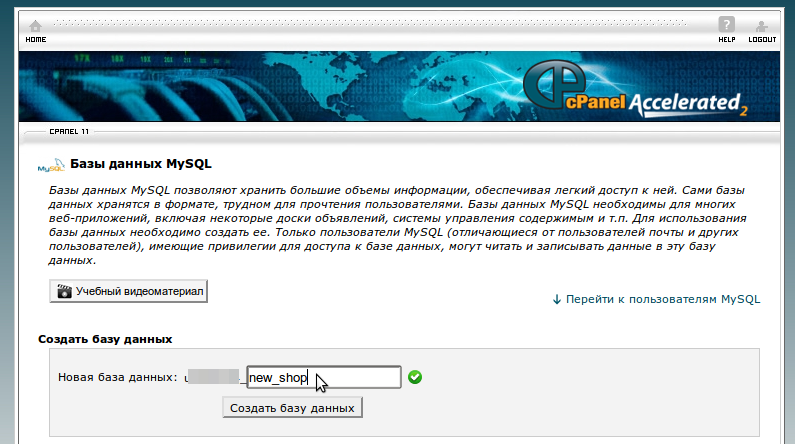 HOME
HELP
LOGOUT
17X
18X
cPanel Accelerated 2
CPANEL 11
MySQL Базы данных MySQL
Базы данных MySQL позволяют хранить большие объемы информации, обеспечивая легкий доступ к ней. Сами базы
данных хранятся в формате, трудном для прочтения пользователями. Базы данных MySQL необходимы для многих
веб-приложений, включая некоторые доски объявлений, системы управления содержимым и т.п. Для использования
базы данных необходимо создать ее. Только пользователи MySQL (отличающиеся от пользователей почты и других
пользователей), имеющие привилегии для доступа к базе данных, могут читать и записывать данные в эту базу
данных.
Учебный видеоматериал
Перейти к пользователям MySQL
Создать базу данных
Новая база данных: u _ new_shop
Создать базу данных